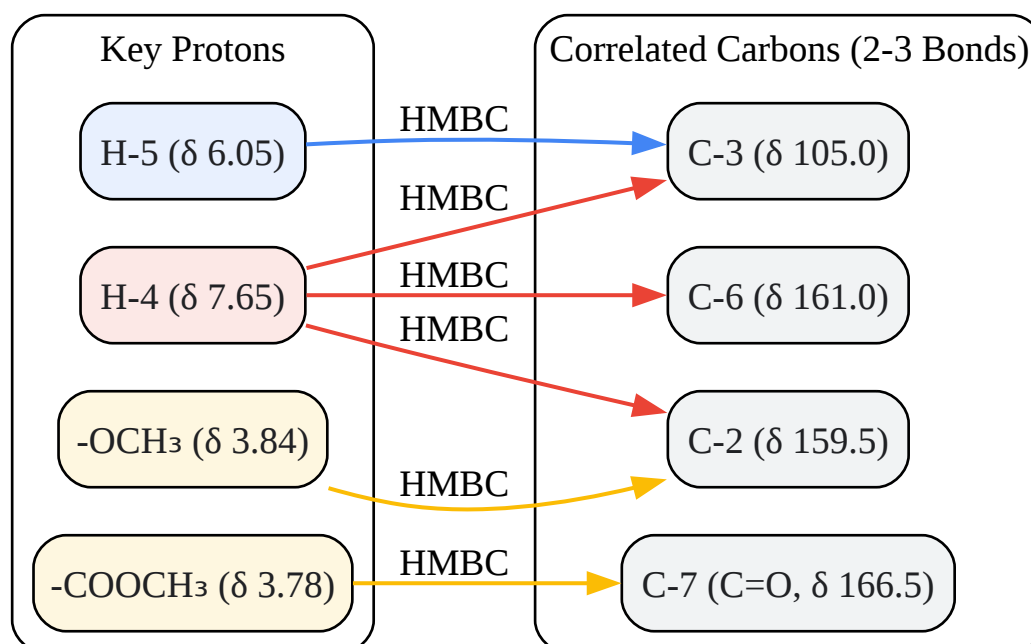 Key Protons
Correlated Carbons (2-3 Bonds)
H-5 (δ 6.05)
HMBC
C-3 (δ 105.0)
HMBC
H-4 (δ 7.65)
HMBC
C-6 (δ 161.0)
HMBC
-OCH₃ (δ 3.84)
C-2 (δ 159.5)
HMBC
-COOCH₃ (δ 3.78)
HMBC
C-7 (C=O, δ 166.5)